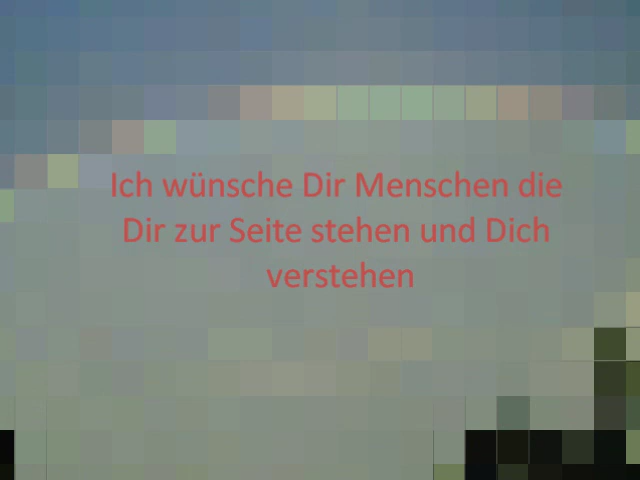 Ich wünsche Dir Menschen die
Dir zur Seite stehen und Dich
verstehen